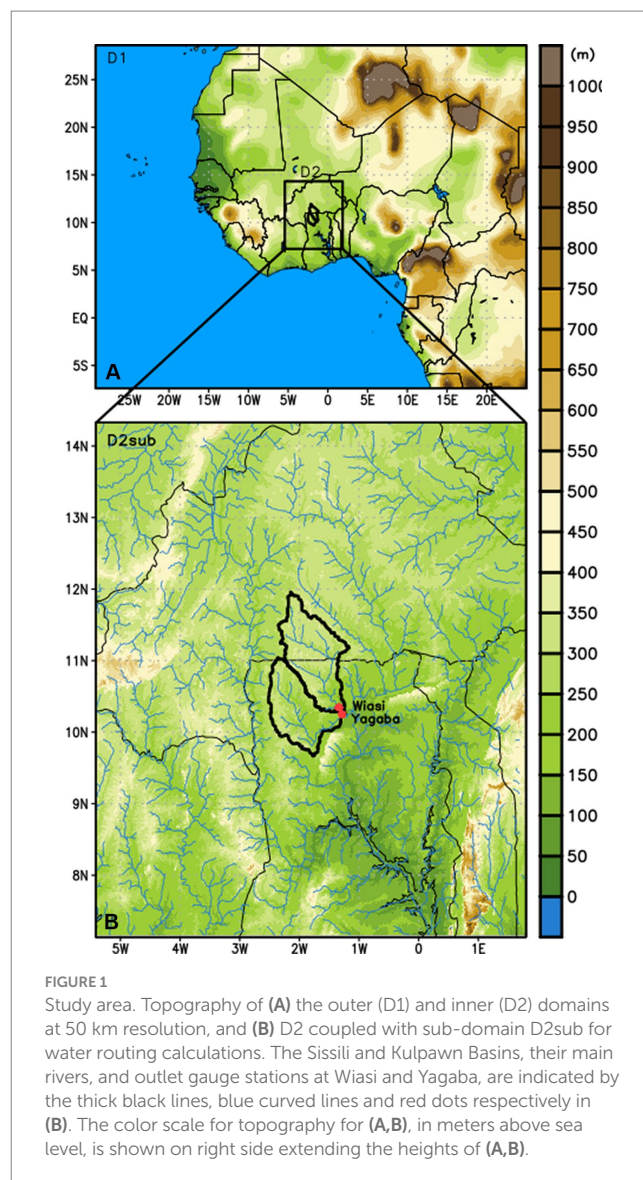 D1
(m)
25N
20N
15N
10N
5N
EQ
5S
D2
A
25W 20W 15W 10W 5W 0 5E 10E 15E 20E
100
950
900
850
800
750
700
650
600
550
500
450
400
350
300
250
200
150
100
50
0
D2sub
14N
13N
12N
11N
10N
9N
8N
Wiasi
Yagaba
B
5W 4W 3W 2W 1W 0 1E
FIGURE 1
Study area. Topography of (A) the outer (D1) and inner (D2) domains
at 50 km resolution, and (B) D2 coupled with sub-domain D2sub for
water routing calculations. The Sissili and Kulpawn Basins, their main
rivers, and outlet gauge stations at Wiasi and Yagaba, are indicated by
the thick black lines, blue curved lines and red dots respectively in
(B). The color scale for topography for (A,B), in meters above sea
level, is shown on right side extending the heights of (A,B).